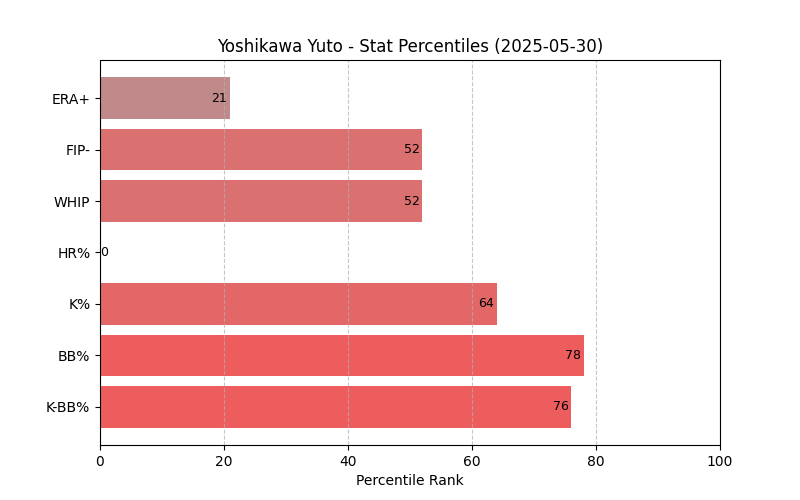 Yoshikawa Yuto - Stat Percentiles (2025-05-30)
ERA+ 21
FIP- 52
WHIP 52
HR% 0
K% 64
BB% 78
K-BB% 76
0 20 40 60 80 100
Percentile Rank